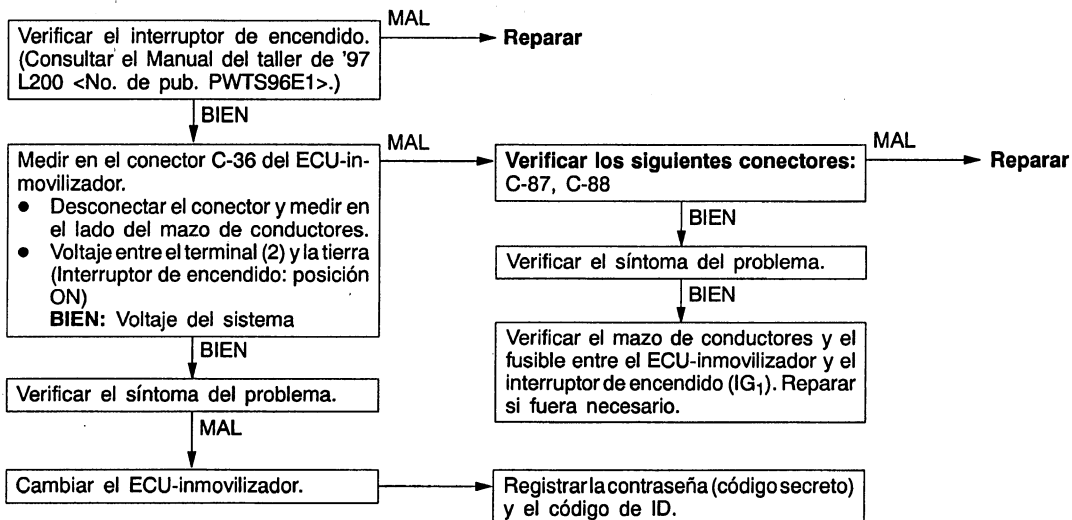 MAL
Verificar el interruptor de encendido.
(Consultar el Manual del taller de '97
L200 <No. de pub. PWTS96E1>.)
Reparar
BIEN
MAL
Medir en el conector C-36 del ECU-in-
movilizador.
● Desconectar el conector y medir en
el lado del mazo de conductores.
● Voltaje entre el terminal (2) y la tierra
(Interruptor de encendido: posición
ON)
BIEN: Voltaje del sistema
Verificar los siguientes conectores:
C-87, C-88
MAL
Reparar
BIEN
Verificar el síntoma del problema.
BIEN
Verificar el mazo de conductores y el
fusible entre el ECU-inmovilizador y el
interruptor de encendido (IG₁). Reparar
si fuera necesario.
BIEN
Verificar el síntoma del problema.
MAL
Cambiar el ECU-inmovilizador.
Registrar la contraseña (código secreto)
y el código de ID.